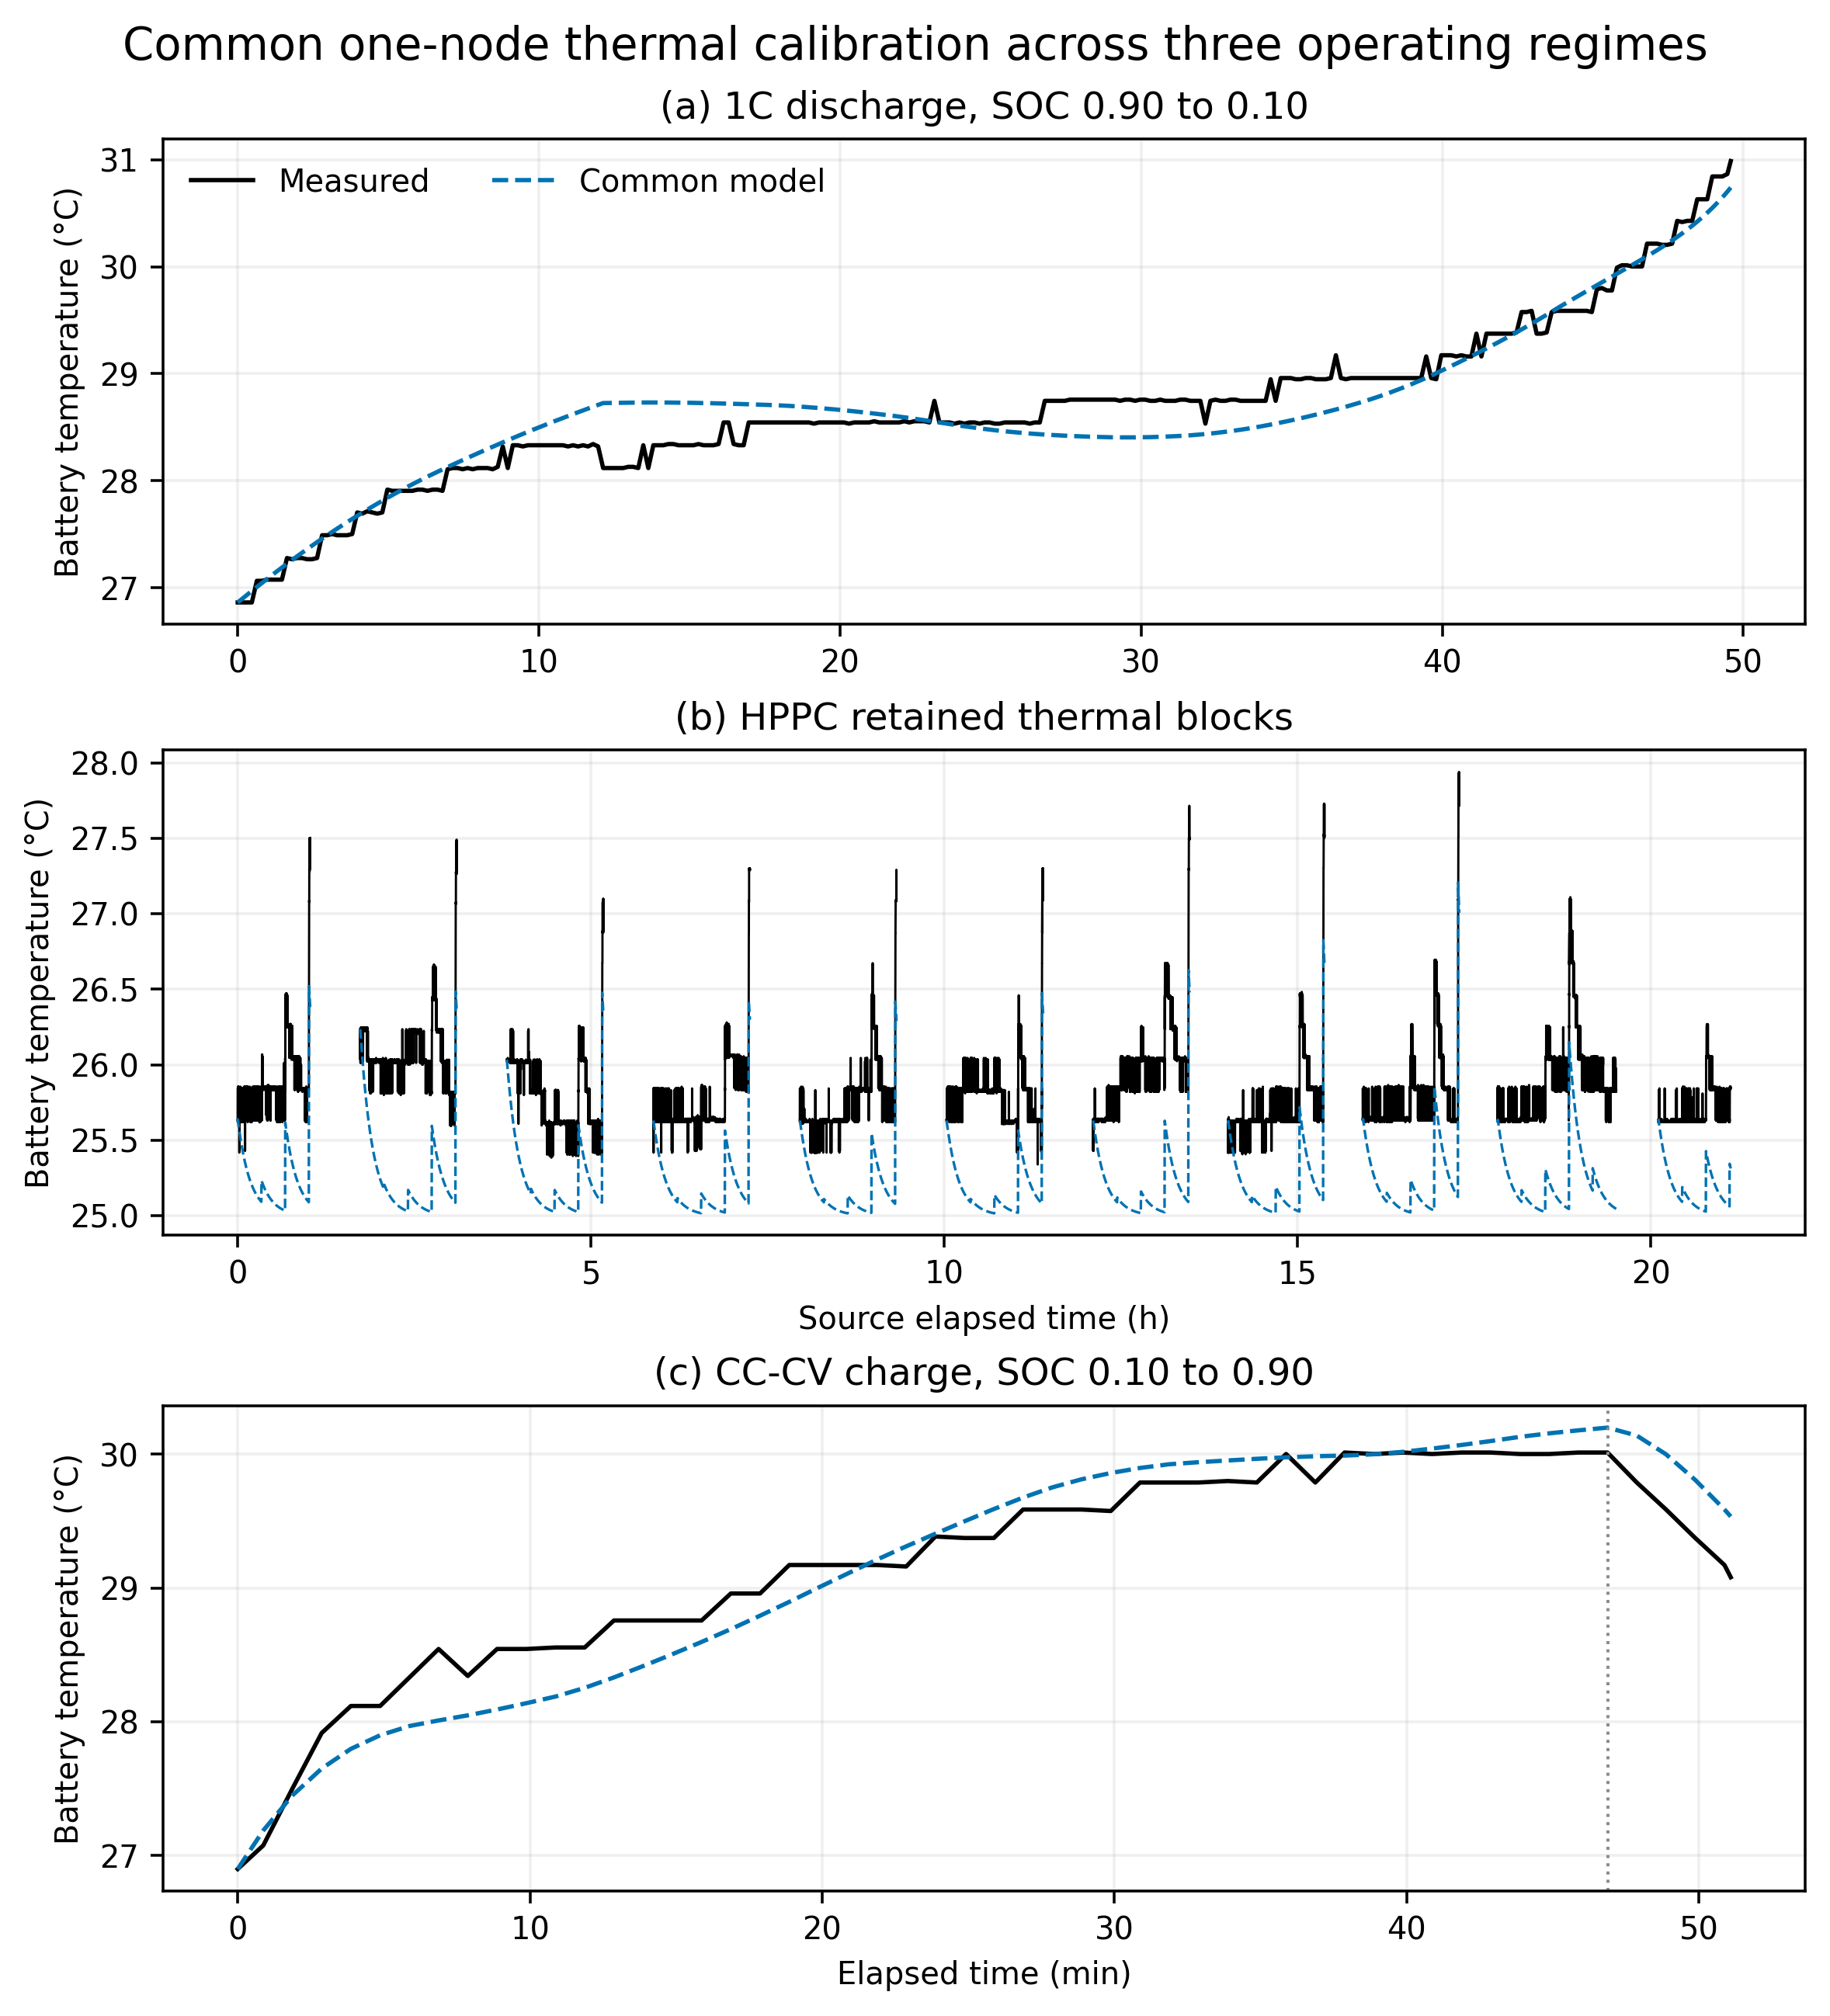 Common one-node thermal calibration across three operating regimes
(a) 1C discharge, SOC 0.90 to 0.10
Battery temperature (°C)
31
30
29
28
27
Measured
Common model
0 10 20 30 40 50
(b) HPPC retained thermal blocks
Battery temperature (°C)
28.0
27.5
27.0
26.5
26.0
25.5
25.0
0 5 10 15 20
Source elapsed time (h)
(c) CC-CV charge, SOC 0.10 to 0.90
Battery temperature (°C)
30
29
28
27
0 10 20 30 40 50
Elapsed time (min)